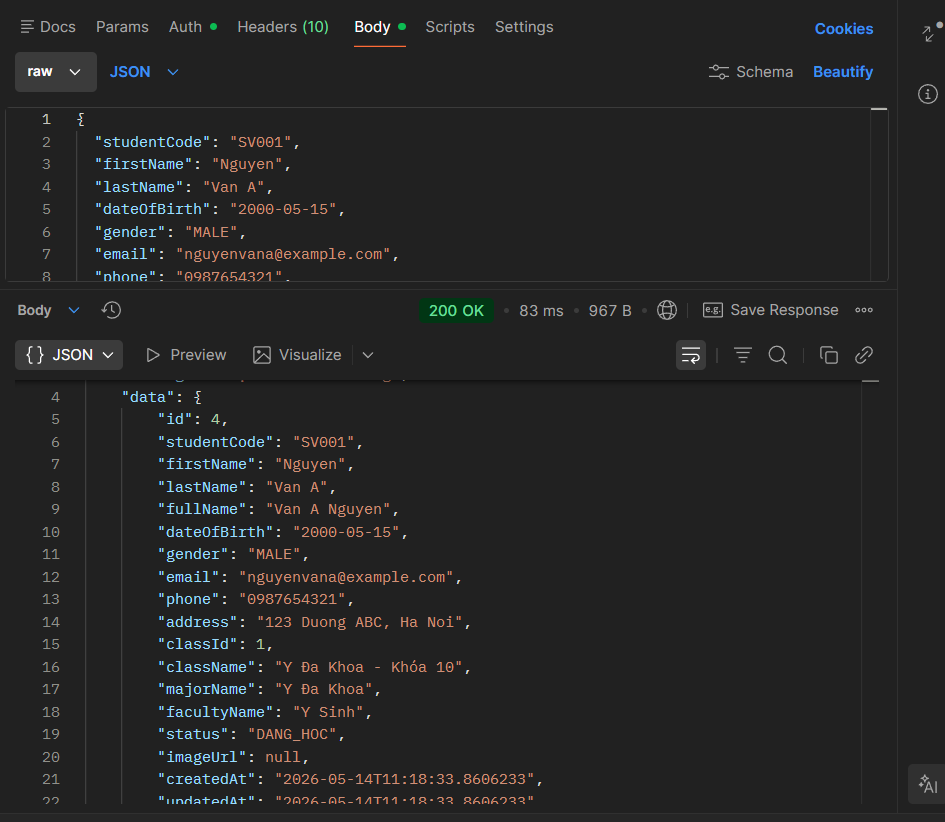 Docs Params Auth Headers (10) Body Scripts Settings Cookies
raw JSON Schema Beautify
1 {
2 "studentCode": "SV001",
3 "firstName": "Nguyen",
4 "lastName": "Van A",
5 "dateOfBirth": "2000-05-15",
6 "gender": "MALE",
7 "email": "nguyenvana@example.com",
8 "phone": "0987654321",
Body 200 OK 83 ms 967 B e.g. Save Response
{} JSON Preview Visualize
4 "data": {
5 "id": 4,
6 "studentCode": "SV001",
7 "firstName": "Nguyen",
8 "lastName": "Van A",
9 "fullName": "Van A Nguyen",
10 "dateOfBirth": "2000-05-15",
11 "gender": "MALE",
12 "email": "nguyenvana@example.com",
13 "phone": "0987654321",
14 "address": "123 Duong ABC, Ha Noi",
15 "classId": 1,
16 "className": "Y Đa Khoa - Khóa 10",
17 "majorName": "Y Đa Khoa",
18 "facultyName": "Y Sinh",
19 "status": "DANG_HOC",
20 "imageUrl": null,
21 "createdAt": "2026-05-14T11:18:33.8606233",
22 "updatedAt": "2026-05-14T11:18:33.8606233"
AI